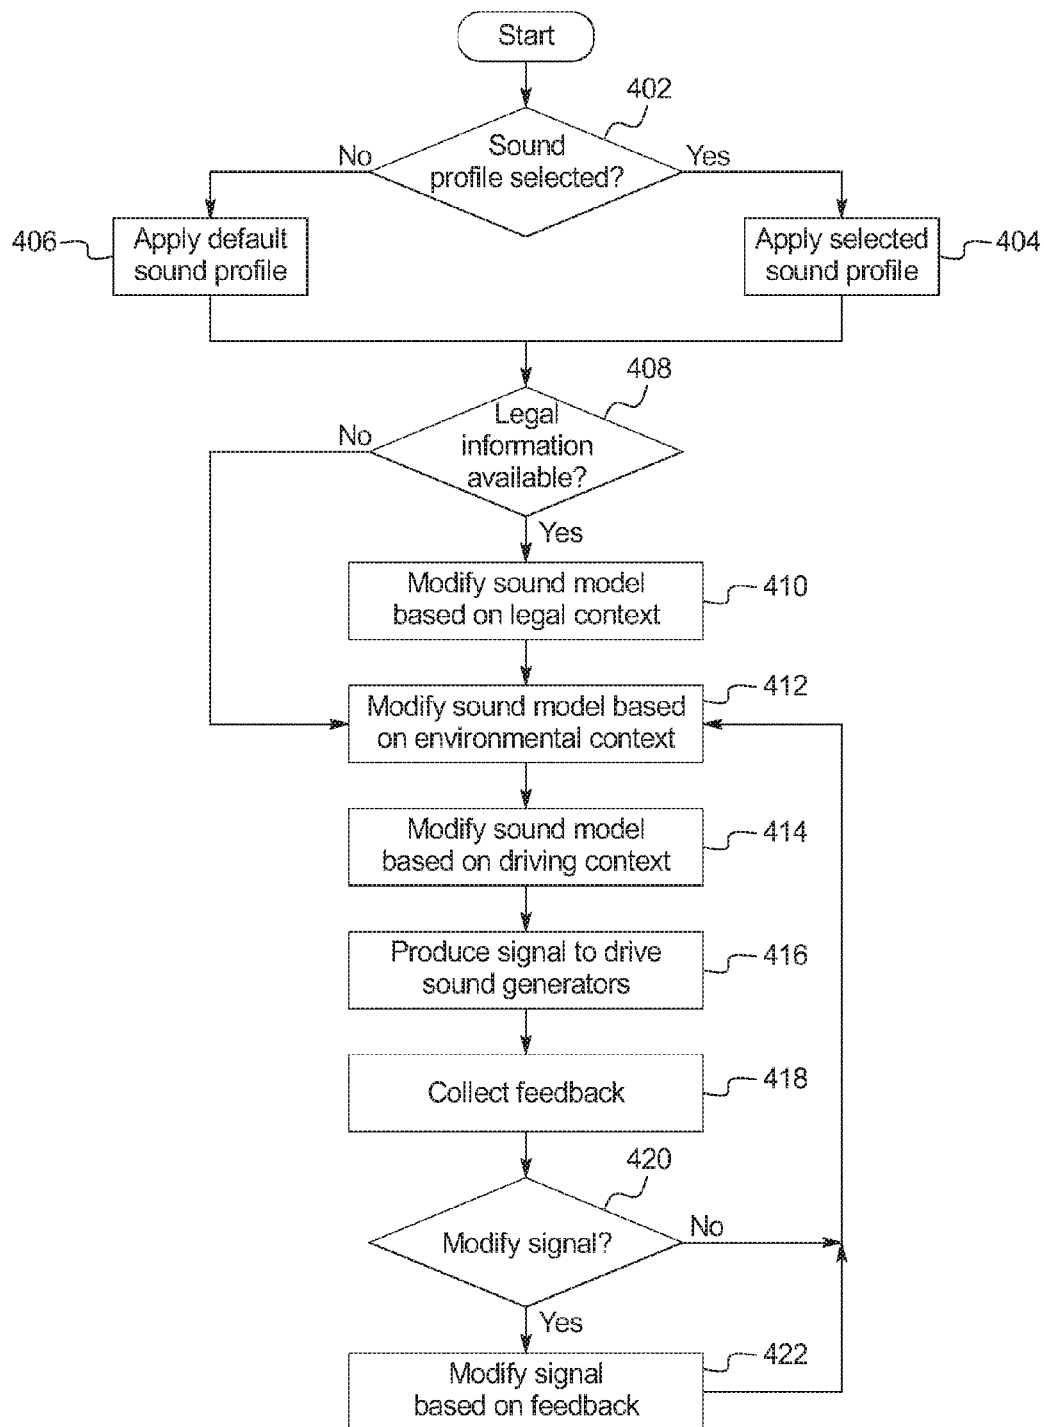 Start
402
Sound
profile selected?
No
Yes
406
Apply default
sound profile
Apply selected
sound profile
404
408
Legal
information
available?
No
Yes
Modify sound model
based on legal context
410
Modify sound model based
on environmental context
412
Modify sound model
based on driving context
414
Produce signal to drive
sound generators
416
Collect feedback
418
420
Modify signal?
No
Yes
Modify signal
based on feedback
422